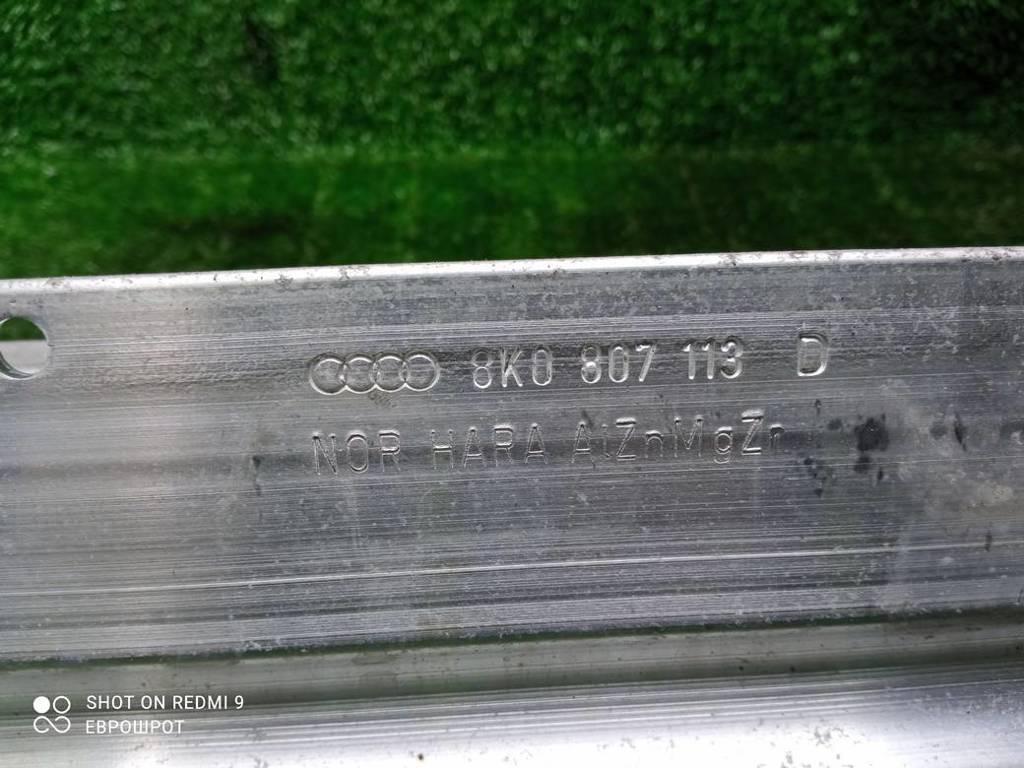 8K0 807 113 D
NOR HARA AlZnMgZr
SHOT ON REDMI 9
ЕВРОШРОТ